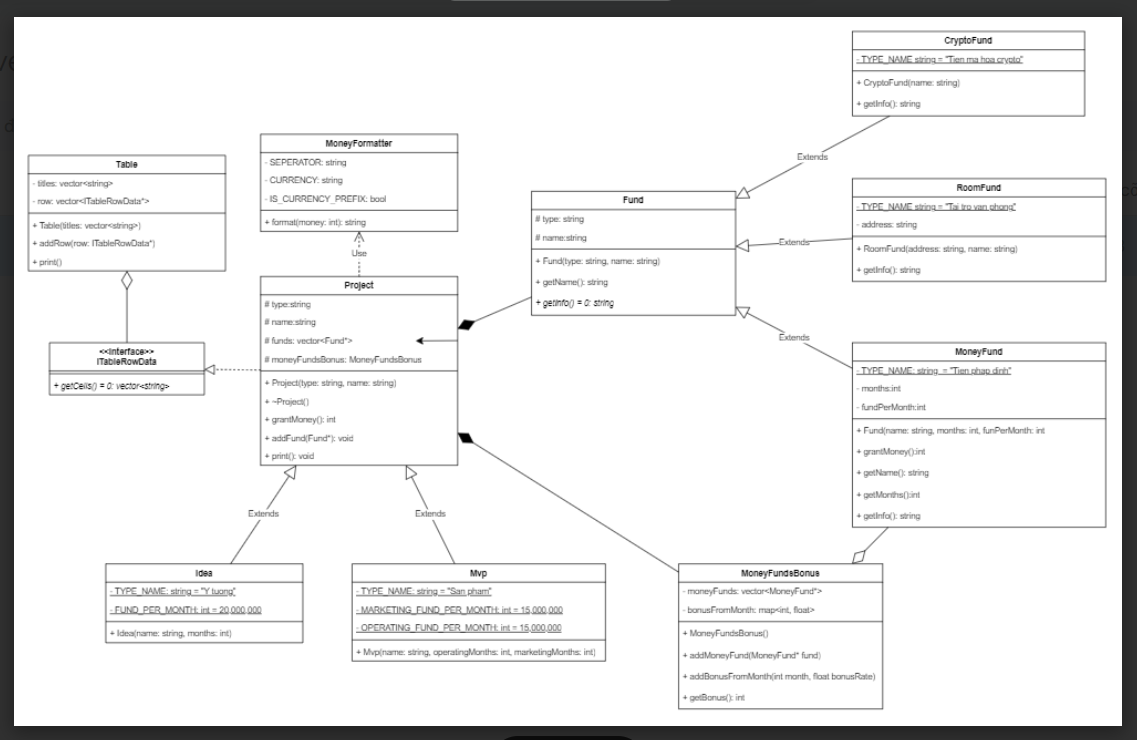 CryptoFund
- TYPE_NAME string = "Tien ma hoa crypto"
+ CryptoFund(name: string)
+ getInfo(): string
MoneyFormatter
- SEPERATOR: string
- CURRENCY: string
- IS_CURRENCY_PREFIX: bool
+ format(money: int): string
Table
- titles: vector<string>
- row: vector<ITableRowData*>
+ Table(titles: vector<string>)
+ addRow(row: ITableRowData*)
+ print()
Extends
RoomFund
- TYPE_NAME string = "Tai tro van phong"
- address: string
+ RoomFund(address: string, name: string)
+ getInfo(): string
Fund
# type: string
# name:string
+ Fund(type: string, name: string)
+ getName(): string
+ getInfo() = 0: string
Extends
Use
Project
# type:string
# name:string
# funds: vector<Fund*>
# moneyFundsBonus: MoneyFundsBonus
+ Project(type: string, name: string)
+ ~Project()
+ grantMoney(): int
+ addFund(Fund*): void
+ print(): void
Extends
<<Interface>>
ITableRowData
+ getCells() = 0: vector<string>
MoneyFund
- TYPE_NAME: string = "Tien phap dinh"
- months:int
- fundPerMonth:int
+ Fund(name: string, months: int, funPerMonth: int
+ grantMoney():int
+ getName(): string
+ getMonths():int
+ getInfo(): string
Extends
Extends
Idea
- TYPE_NAME: string = "Y tuong"
- FUND_PER_MONTH: int = 20,000,000
+ Idea(name: string, months: int)
Mvp
- TYPE_NAME: string = "San pham"
- MARKETING_FUND_PER_MONTH: int = 15,000,000
- OPERATING_FUND_PER_MONTH: int = 15,000,000
+ Mvp(name: string, operatingMonths: int, marketingMonths: int)
MoneyFundsBonus
- moneyFunds: vector<MoneyFund*>
- bonusFromMonth: map<int, float>
+ MoneyFundsBonus()
+ addMoneyFund(MoneyFund* fund)
+ addBonusFromMonth(int month, float bonusRate)
+ getBonus(): int